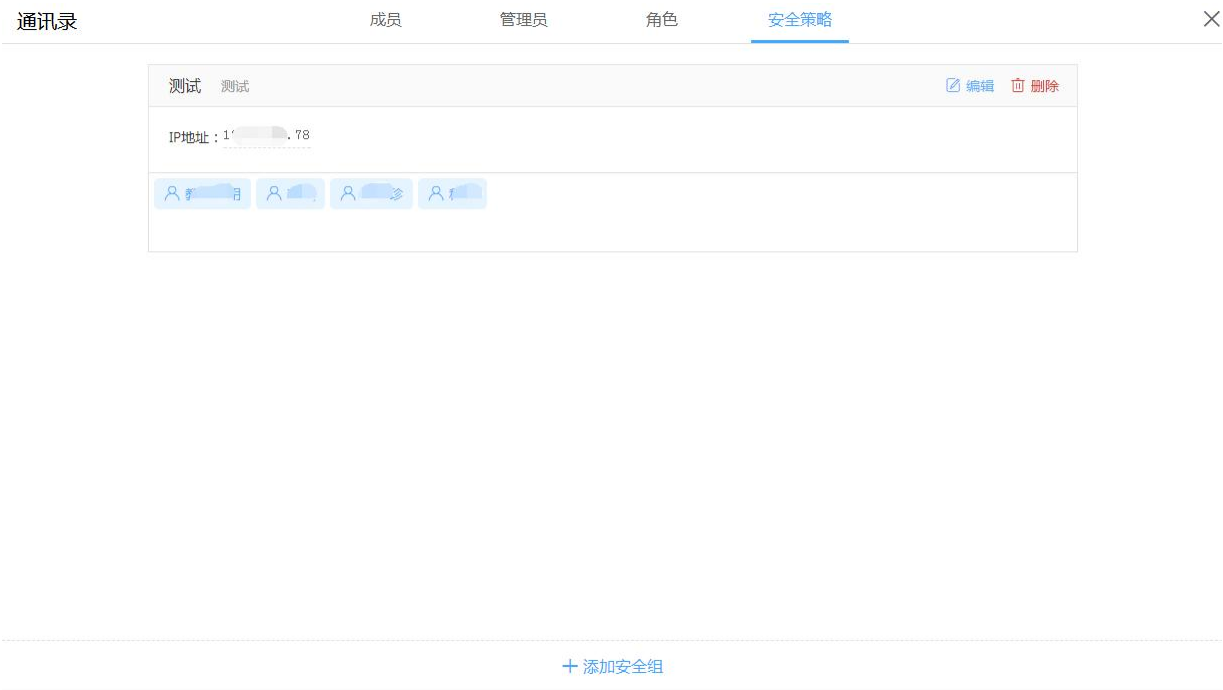 通讯录
成员 管理员 角色 安全策略
测试 测试 编辑 删除
IP地址： .78
添加安全组